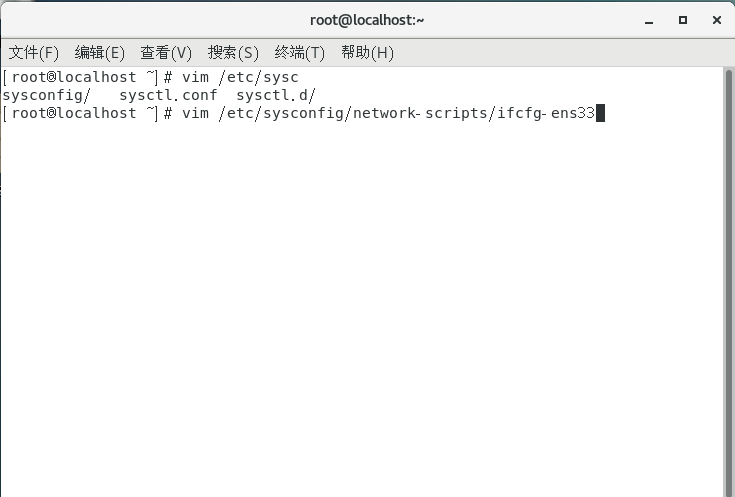 root@localhost:~
文件(F) 编辑(E) 查看(V) 搜索(S) 终端(T) 帮助(H)
[root@localhost ~]# vim /etc/sysc
sysconfig/ sysctl.conf sysctl.d/
[root@localhost ~]# vim /etc/sysconfig/network-scripts/ifcfg-ens33